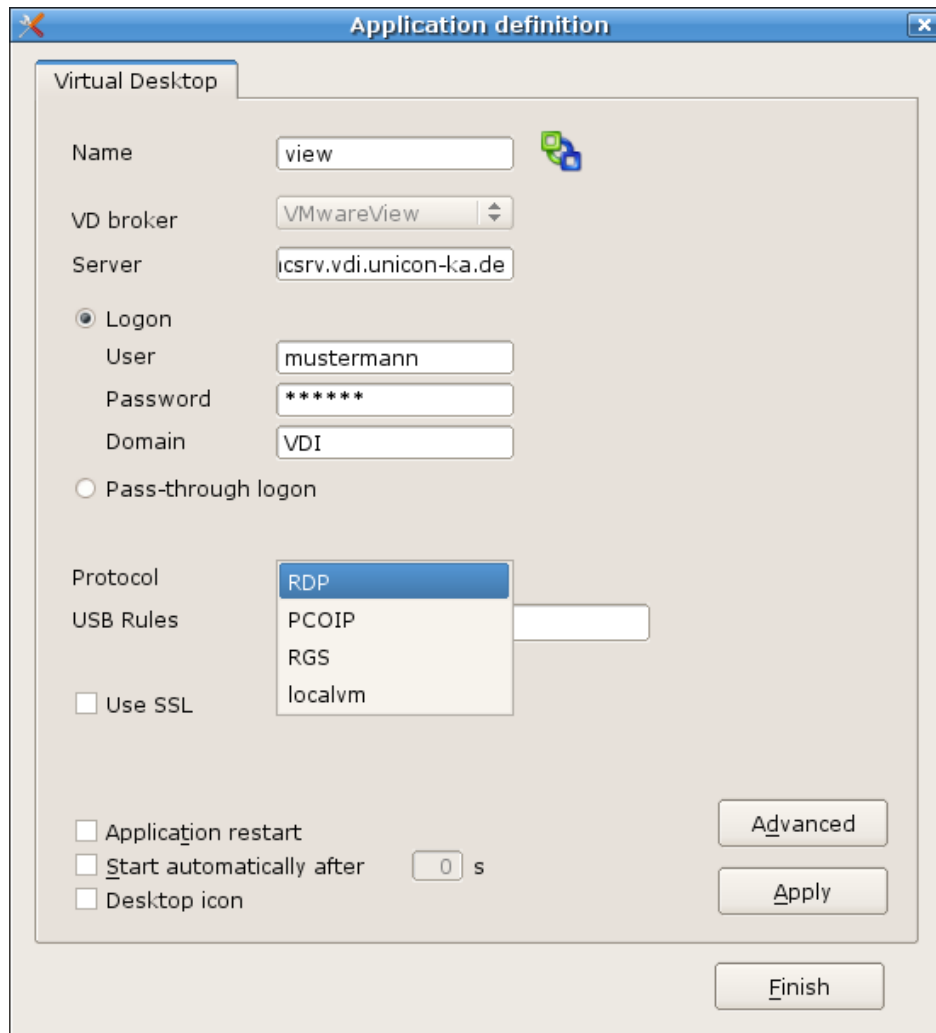 Application definition
Virtual Desktop
Name view
VD broker VMwareView
Server csrv.vdi.unicon-ka.de
Logon
User mustermann
Password ******
Domain VDI
Pass-through logon
Protocol RDP
USB Rules PCOIP
RGS
Use SSL localvm
Application restart
Start automatically after 0 s
Desktop icon
Advanced
Apply
Finish